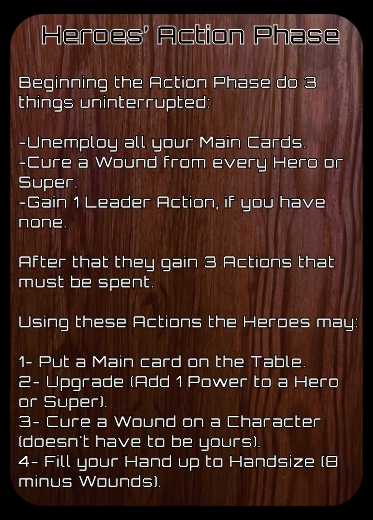 Heroes' Action Phase
Beginning the Action Phase do 3
things uninterrupted:
-Unemploy all your Main Cards.
-Cure a Wound from every Hero or
Super.
-Gain 1 Leader Action, if you have
none.
After that they gain 3 Actions that
must be spent.
Using these Actions the Heroes may:
1- Put a Main card on the Table.
2- Upgrade (Add 1 Power to a Hero
or Super).
3- Cure a Wound on a Character
(doesn't have to be yours).
4- Fill your Hand up to Handsize (8
minus Wounds).